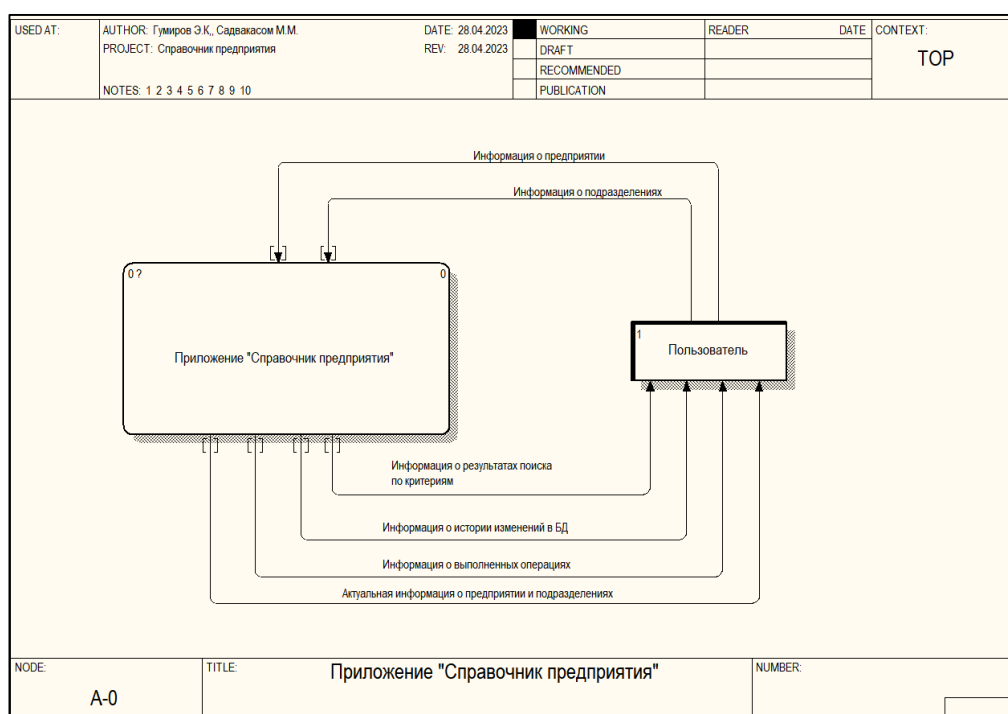 USED AT:
AUTHOR: Гумиров Э.К,, Садвакасом М.М.
DATE: 28.04.2023
WORKING
READER
DATE
CONTEXT:
PROJECT: Справочник предприятия
REV: 28.04.2023
DRAFT
TOP
RECOMMENDED
NOTES: 1 2 3 4 5 6 7 8 9 10
PUBLICATION
Информация о предприятии
Информация о подразделениях
0 ?
0
Приложение "Справочник предприятия"
1
Пользователь
Информация о результатах поиска
по критериям
Информация о истории изменений в БД
Информация о выполненных операциях
Актуальная информация о предприятии и подразделениях
NODE:
TITLE:
Приложение "Справочник предприятия"
NUMBER:
A-0